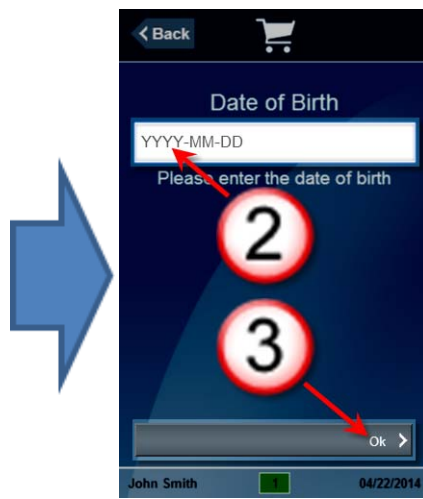 Back
Date of Birth
YYYY-MM-DD
Please enter the date of birth
2
3
Ok
John Smith 1 04/22/2014